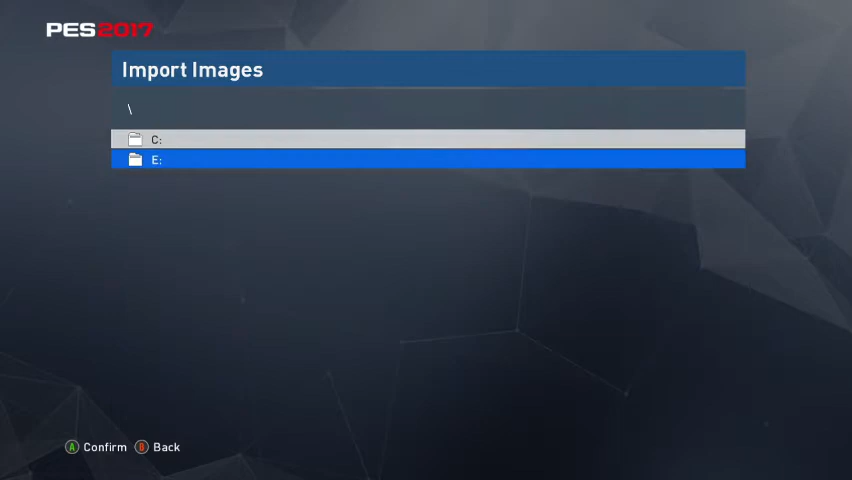 PES2017
Import Images
\
C:
E:
A Confirm B Back